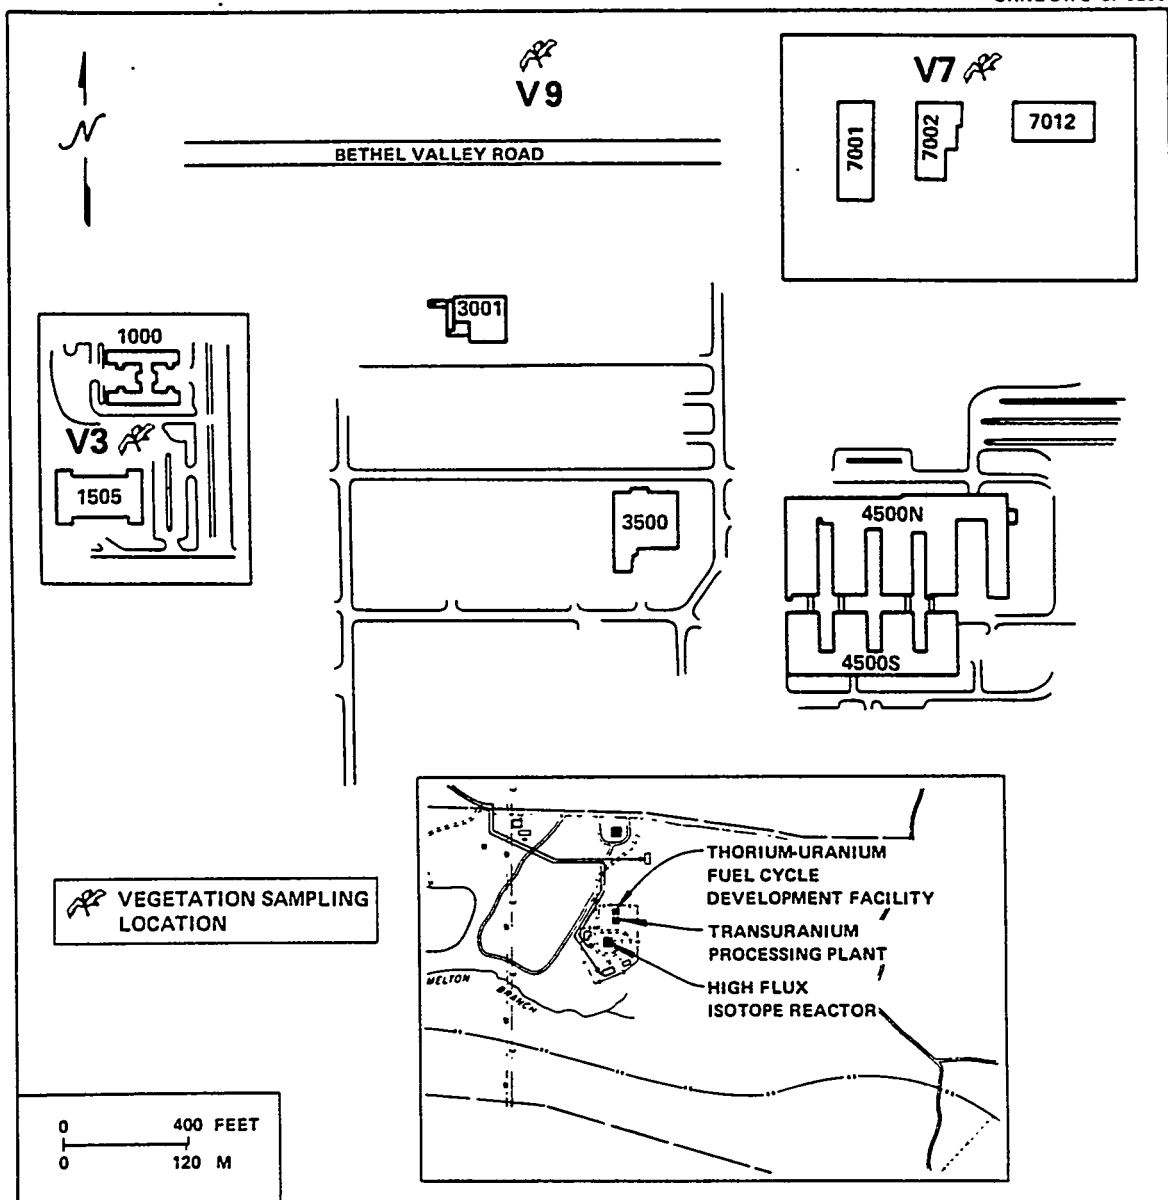 N
V9
BETHEL VALLEY ROAD
V7
7001
7002
7012
3001
1000
V3
1505
3500
4500N
4500S
VEGETATION SAMPLING
LOCATION
THORIUM-URANIUM
FUEL CYCLE
DEVELOPMENT FACILITY
TRANSURANIUM
PROCESSING PLANT
HIGH FLUX
ISOTOPE REACTOR
MELTON
BRANCH
0 400 FEET
0 120 M